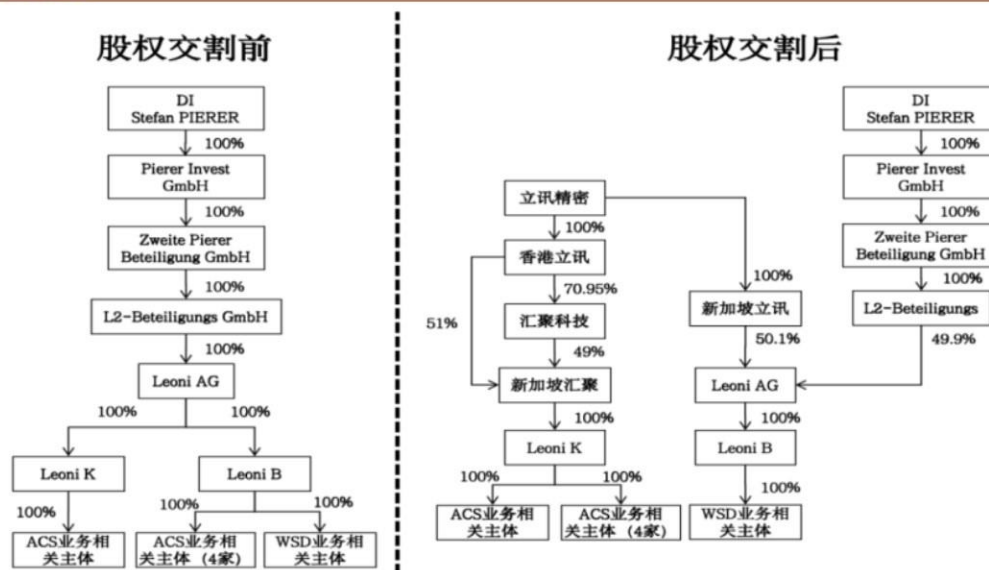 股权交割前
DI
Stefan PIERER
100%
Pierer Invest
GmbH
100%
Zweite Pierer
Beteiligung GmbH
100%
L2-Beteiligungs GmbH
100%
Leoni AG
100%
100%
Leoni K
Leoni B
100%
100%
100%
ACS业务相
关主体
ACS业务相
关主体（4家）
WSD业务相
关主体
股权交割后
立讯精密
100%
香港立讯
70.95%
51%
汇聚科技
49%
新加坡汇聚
100%
Leoni K
100%
100%
ACS业务相
关主体
ACS业务相
关主体（4家）
100%
新加坡立讯
50.1%
Leoni AG
100%
Leoni B
100%
WSD业务相
关主体
DI
Stefan PIERER
100%
Pierer Invest
GmbH
100%
Zweite Pierer
Beteiligung GmbH
100%
L2-Beteiligungs
49.9%